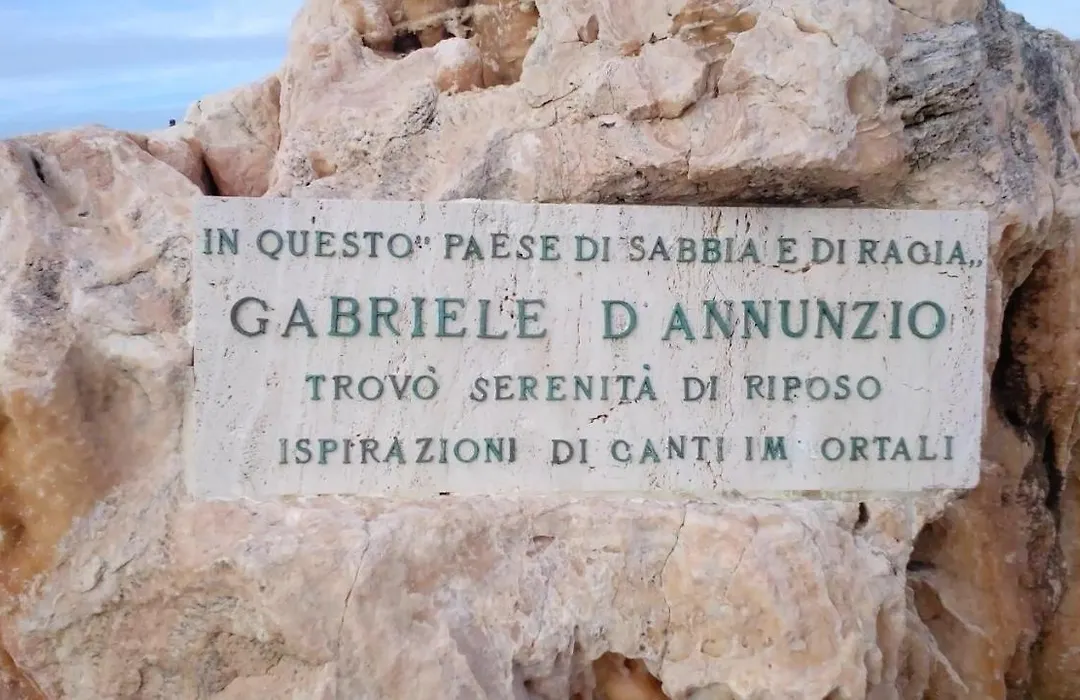 IN QUESTO" PAESE DI SABBIA E DI RAGIA,,
GABRIELE D ANNUNZIO
TROVÒ SERENITÀ DI RIPOSO
ISPIRAZIONI DI CANTI IM ORTALI